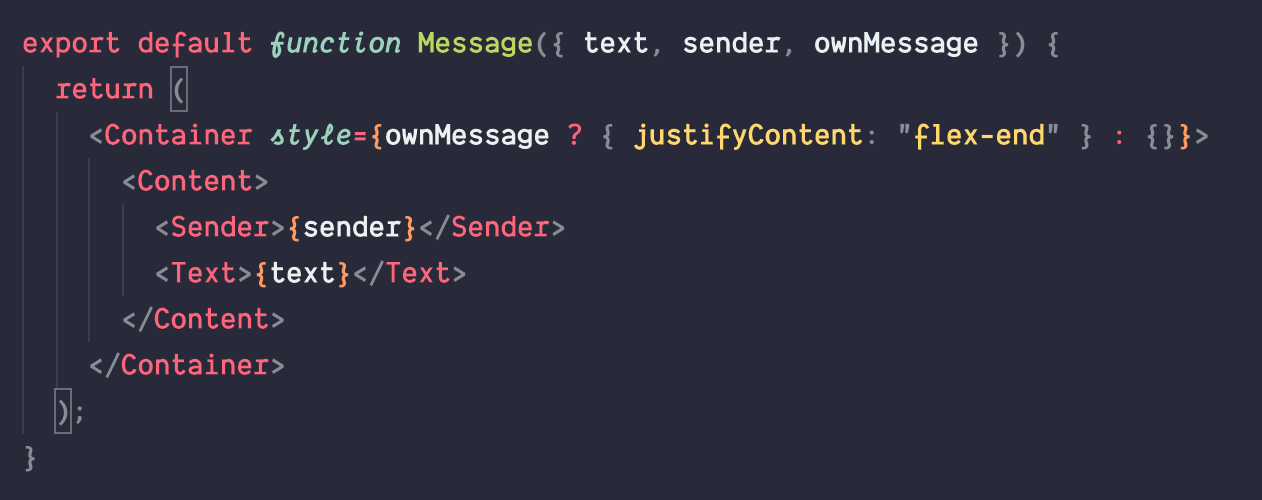 export default function Message({ text, sender, ownMessage }) {
  return (
    <Container style={ownMessage ? { justifyContent: "flex-end" } : {}}>
      <Content>
        <Sender>{sender}</Sender>
        <Text>{text}</Text>
      </Content>
    </Container>
  );
}